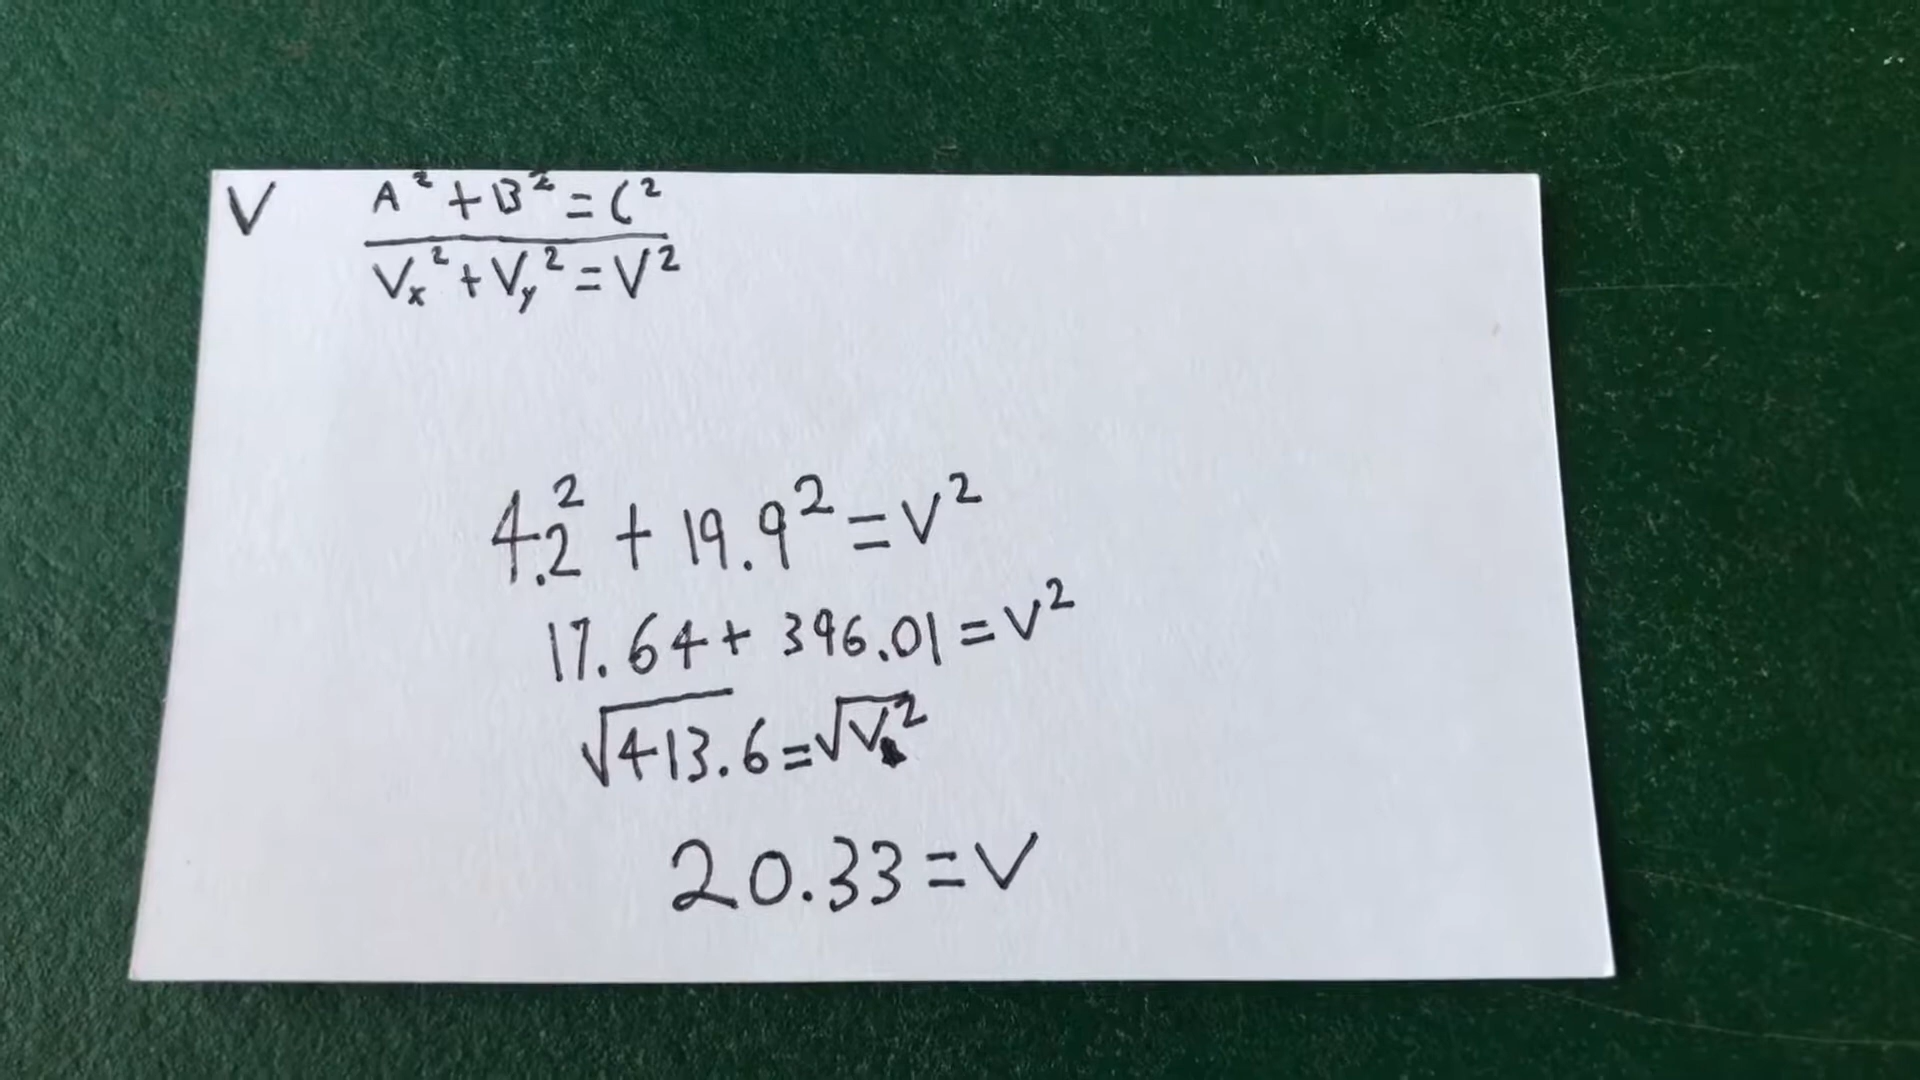 V A² + B² = C²
Vx² + Vy² = V²
4.2² + 19.9² = V²
17.64 + 396.01 = V²
√413.6 = √V²
20.33 = V